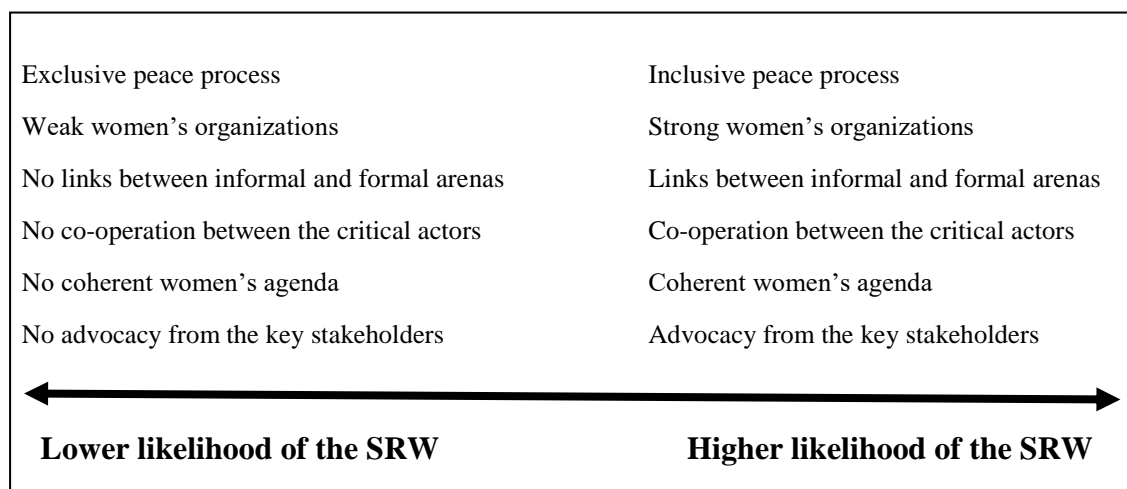 Exclusive peace process
Inclusive peace process
Weak women’s organizations
Strong women’s organizations
No links between informal and formal arenas
Links between informal and formal arenas
No co-operation between the critical actors
Co-operation between the critical actors
No coherent women’s agenda
Coherent women’s agenda
No advocacy from the key stakeholders
Advocacy from the key stakeholders
Lower likelihood of the SRW
Higher likelihood of the SRW